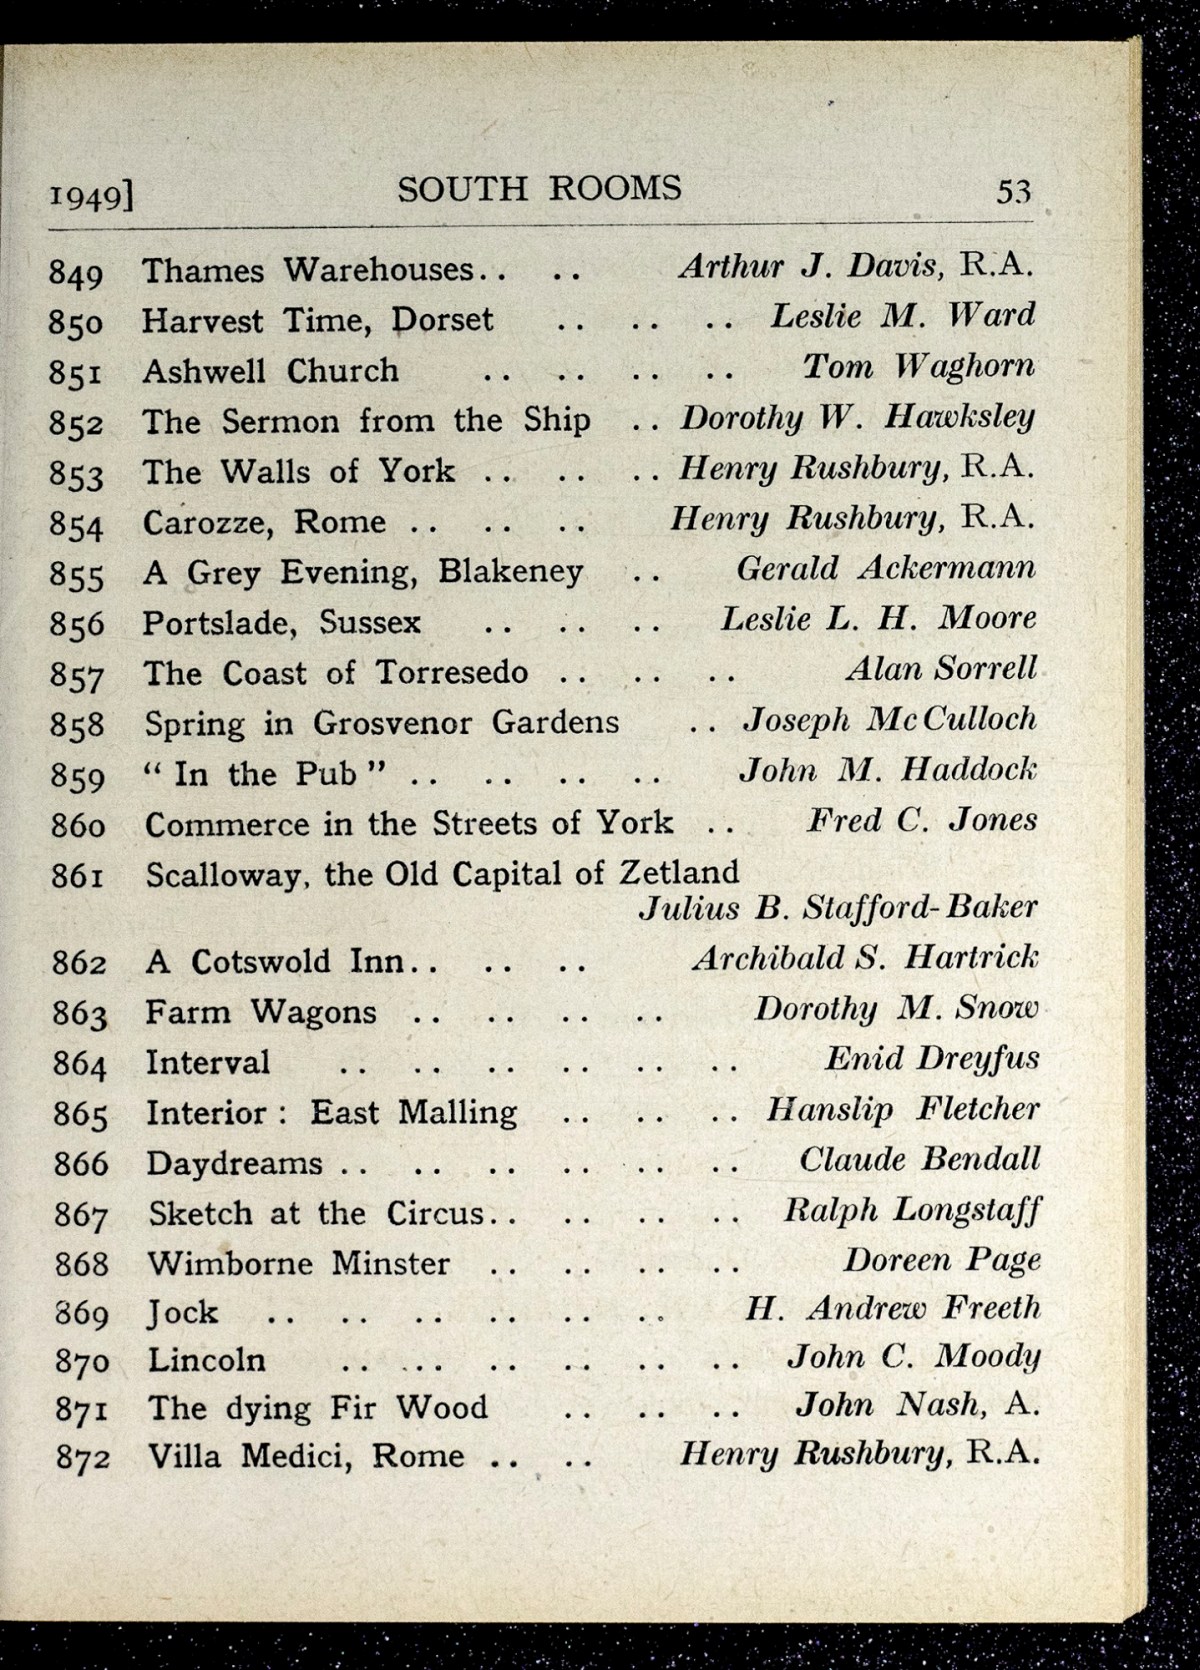 1949] SOUTH ROOMS 53
849 Thames Warehouses.. .. Arthur J. Davis, R.A.
850 Harvest Time, Dorset .. .. .. Leslie M. Ward
851 Ashwell Church .. .. .. .. Tom Waghorn
852 The Sermon from the Ship .. Dorothy W. Hawksley
853 The Walls of York .. .. .. Henry Rushbury, R.A.
854 Carozze, Rome .. .. .. Henry Rushbury, R.A.
855 A Grey Evening, Blakeney .. Gerald Ackermann
856 Portslade, Sussex .. .. .. Leslie L. H. Moore
857 The Coast of Torresedo .. .. .. Alan Sorrell
858 Spring in Grosvenor Gardens .. Joseph McCulloch
859 “ In the Pub ” .. .. .. .. John M. Haddock
860 Commerce in the Streets of York .. Fred C. Jones
861 Scalloway, the Old Capital of Zetland
Julius B. Stafford-Baker
862 A Cotswold Inn.. .. .. Archibald S. Hartrick
863 Farm Wagons .. .. .. .. Dorothy M. Snow
864 Interval .. .. .. .. .. .. Enid Dreyfus
865 Interior : East Malling .. .. .. Hanslip Fletcher
866 Daydreams .. .. .. .. .. .. Claude Bendall
867 Sketch at the Circus.. .. .. .. Ralph Longstaff
868 Wimborne Minster .. .. .. .. Doreen Page
869 Jock .. .. .. .. .. .. H. Andrew Freeth
870 Lincoln .. ... .. .. .. .. John C. Moody
871 The dying Fir Wood .. .. .. John Nash, A.
872 Villa Medici, Rome .. .. Henry Rushbury, R.A.